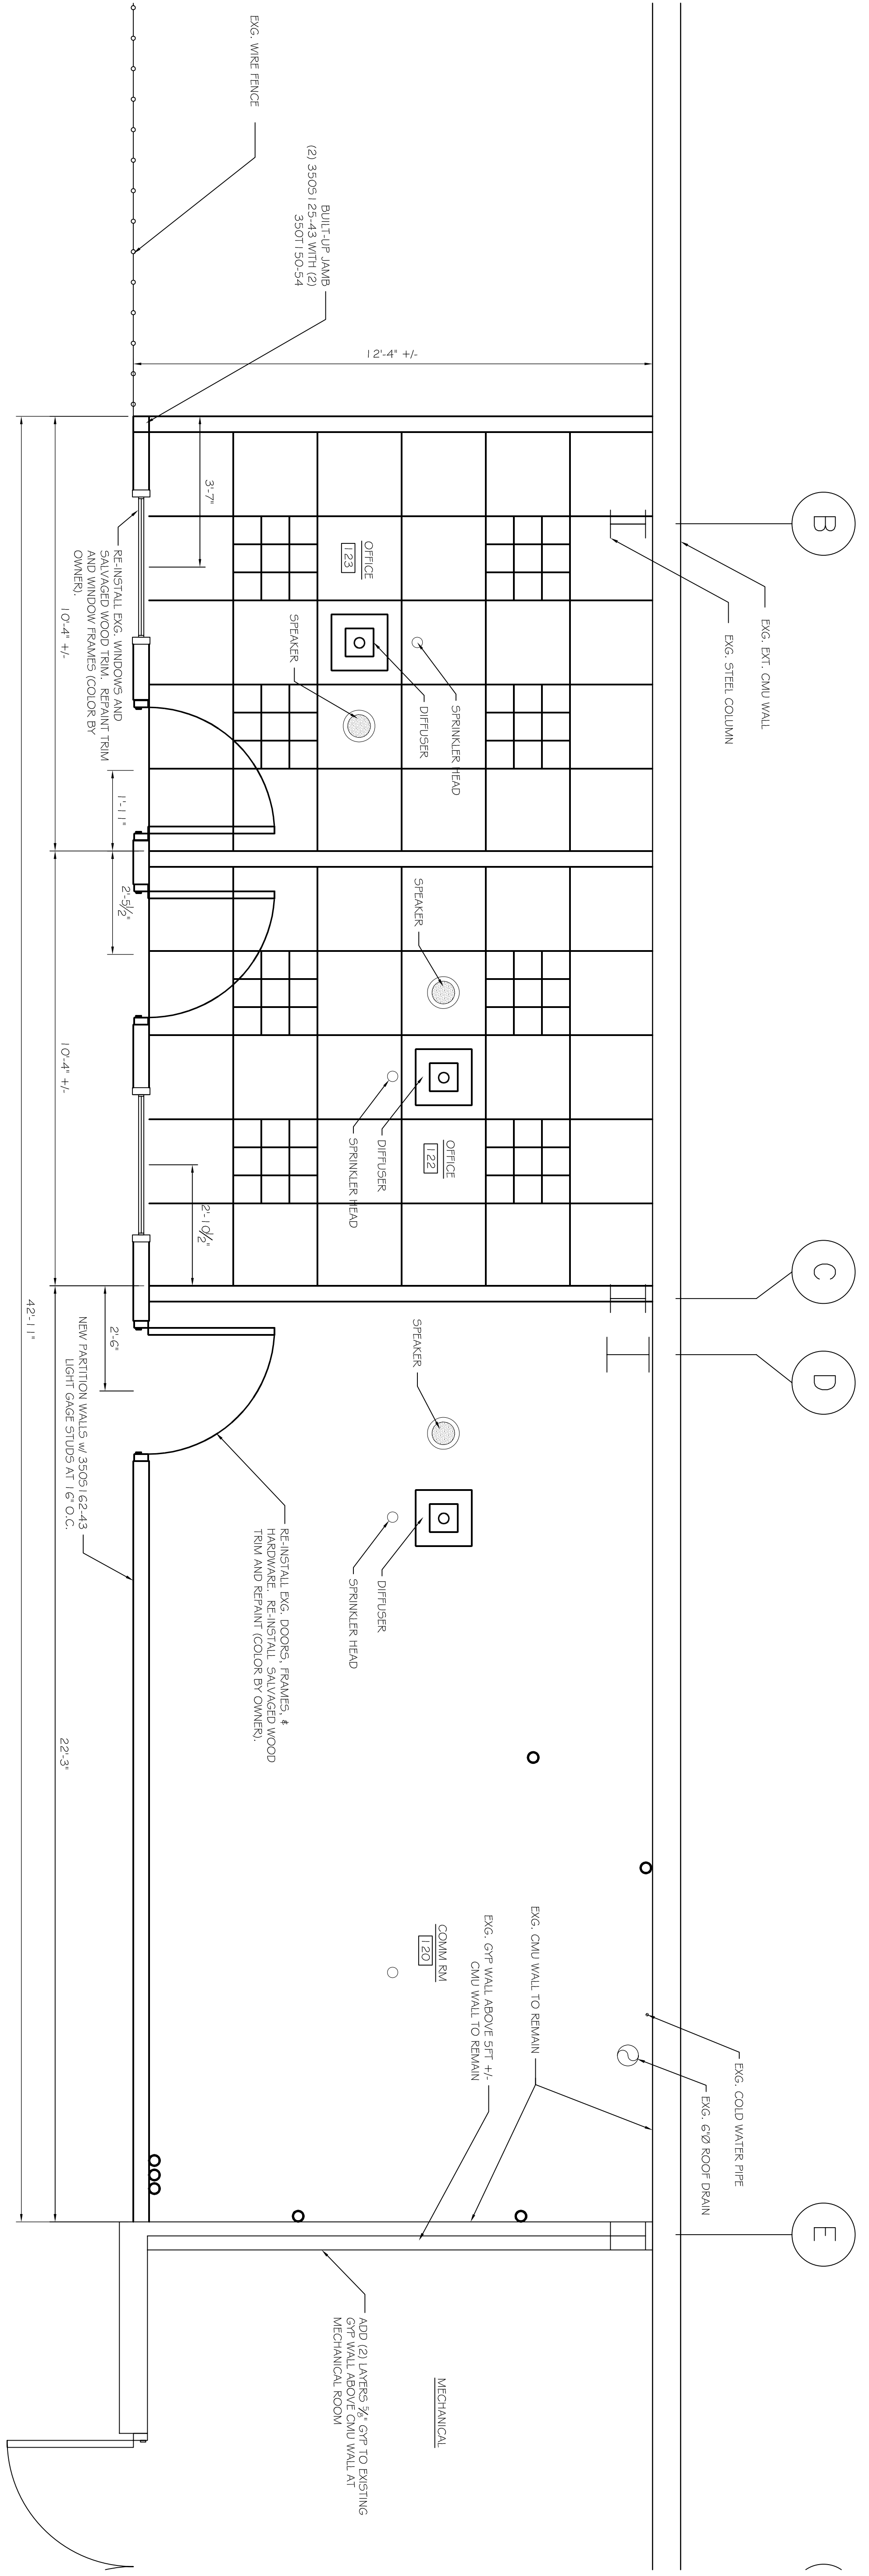 EXG. WIRE FENCE
BUILT-UP JAMB
(2) 350S125-43 WITH (2)
350T150-54
12'-4" +/-
B
EXG. EXT. CMU WALL
EXG. STEEL COLUMN
3'-7"
OFFICE
123
SPEAKER
SPRINKLER HEAD
DIFFUSER
RE-INSTALL EXG. WINDOWS AND
SALVAGED WOOD TRIM. REPAINT TRIM
AND WINDOW FRAMES (COLOR BY
OWNER).
10'-4" +/-
1'-11"
2'-5½"
SPEAKER
OFFICE
122
DIFFUSER
SPRINKLER HEAD
2'-10½"
10'-4" +/-
C
D
42'-11"
2'-6"
NEW PARTITION WALLS w/ 350S162-43
LIGHT GAGE STUDS AT 16" O.C.
SPEAKER
DIFFUSER
SPRINKLER HEAD
RE-INSTALL EXG. DOORS, FRAMES, &
HARDWARE. RE-INSTALL SALVAGED WOOD
TRIM AND REPAINT (COLOR BY OWNER).
22'-3"
COMM RM
120
EXG. CMU WALL TO REMAIN
EXG. GYP WALL ABOVE 5FT +/-
CMU WALL TO REMAIN
EXG. COLD WATER PIPE
EXG. 6"Ø ROOF DRAIN
E
ADD (2) LAYERS ⅝" GYP TO EXISTING
GYP WALL ABOVE CMU WALL AT
MECHANICAL ROOM
MECHANICAL